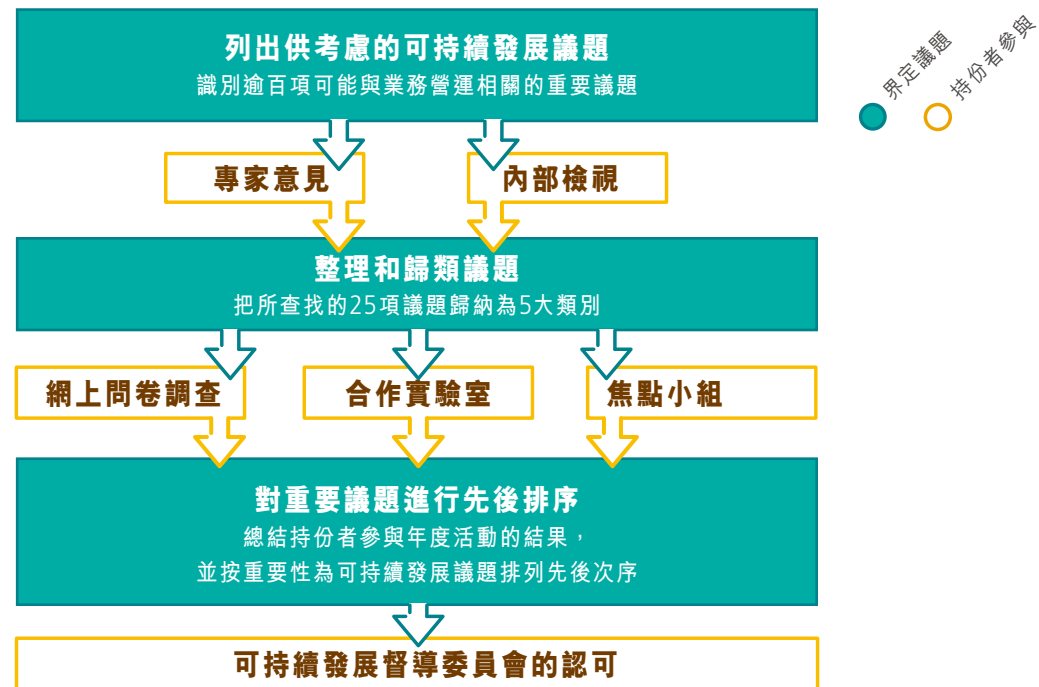 列出供考慮的可持續發展議題
識別逾百項可能與業務營運相關的重要議題
界定議題
持份者參與
專家意見
內部檢視
整理和歸類議題
把所查找的25項議題歸納為5大類別
網上問卷調查
合作實驗室
焦點小組
對重要議題進行先後排序
總結持份者參與年度活動的結果，
並按重要性為可持續發展議題排列先後次序
可持續發展督導委員會的認可